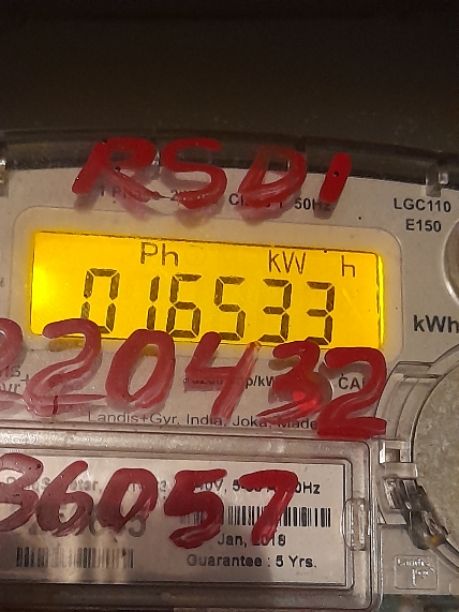 RSDI
50Hz
LGC110
E150
Ph kW h
016533
kWh
220432
Landis+Gyr, India, Joka, Made
36057
Jan, 2018
Guarantee : 5 Yrs.